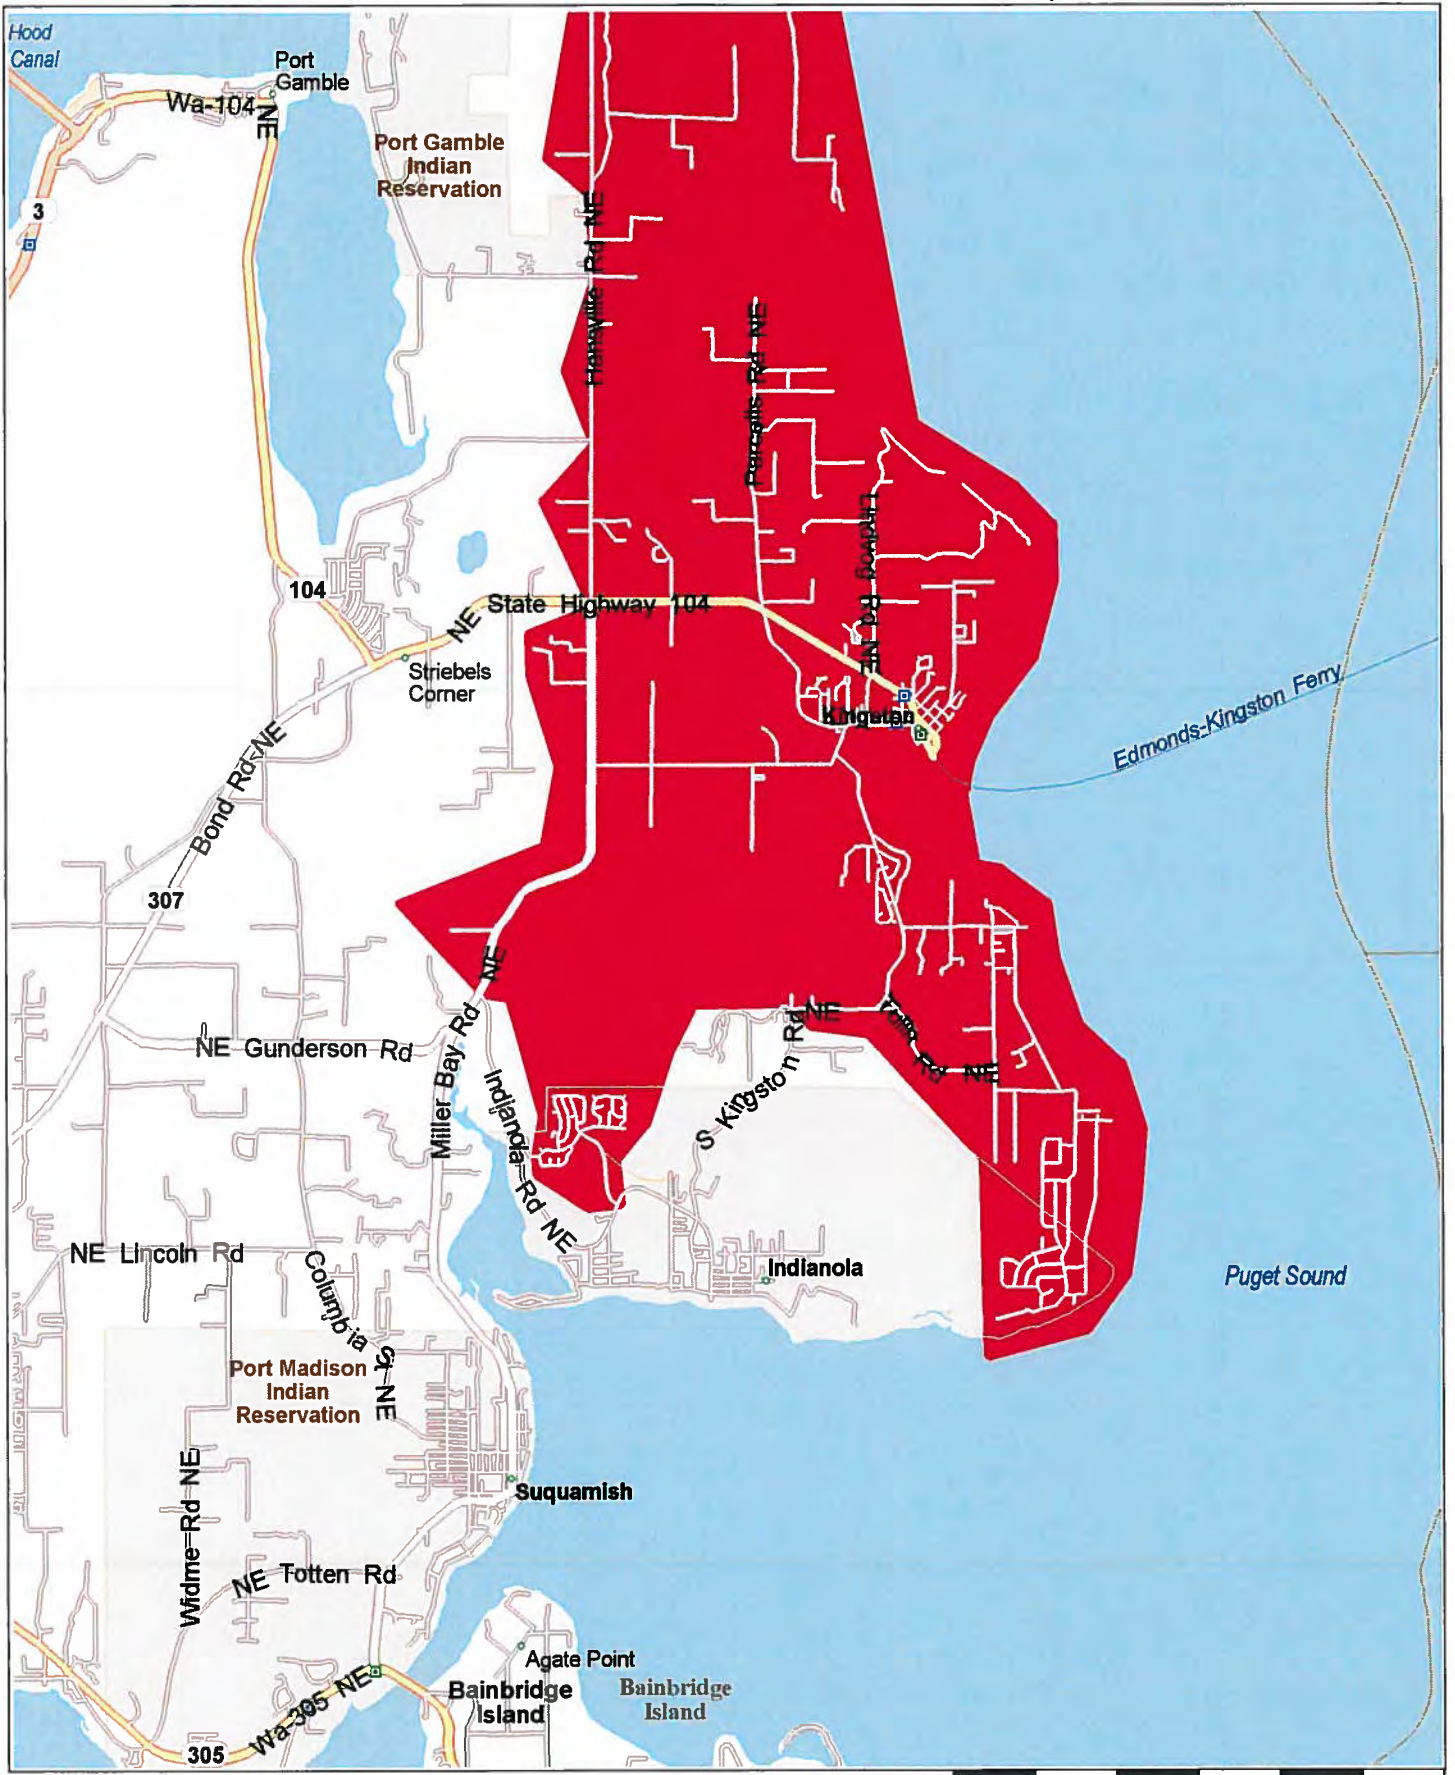 Hood
Canal
Port
Gamble
Wa-104
NE
Port Gamble
Indian
Reservation
3
Hansville Rd NE
Parcells Rd NE
Lindvog Rd NE
104
NE State Highway 104
Striebels
Corner
Kingston
Edmonds-Kingston Ferry
Bond Rd NE
307
NE
Miller Bay Rd
NE Gunderson Rd
Indianola Rd NE
S Kingston Rd NE
Tolo Rd NE
NE Lincoln Rd
Columbia St NE
Indianola
Puget Sound
Port Madison
Indian
Reservation
Widme Rd NE
Suquamish
NE Totten Rd
Agate Point
Bainbridge
Island
Bainbridge
Island
Wa-305 NE
305